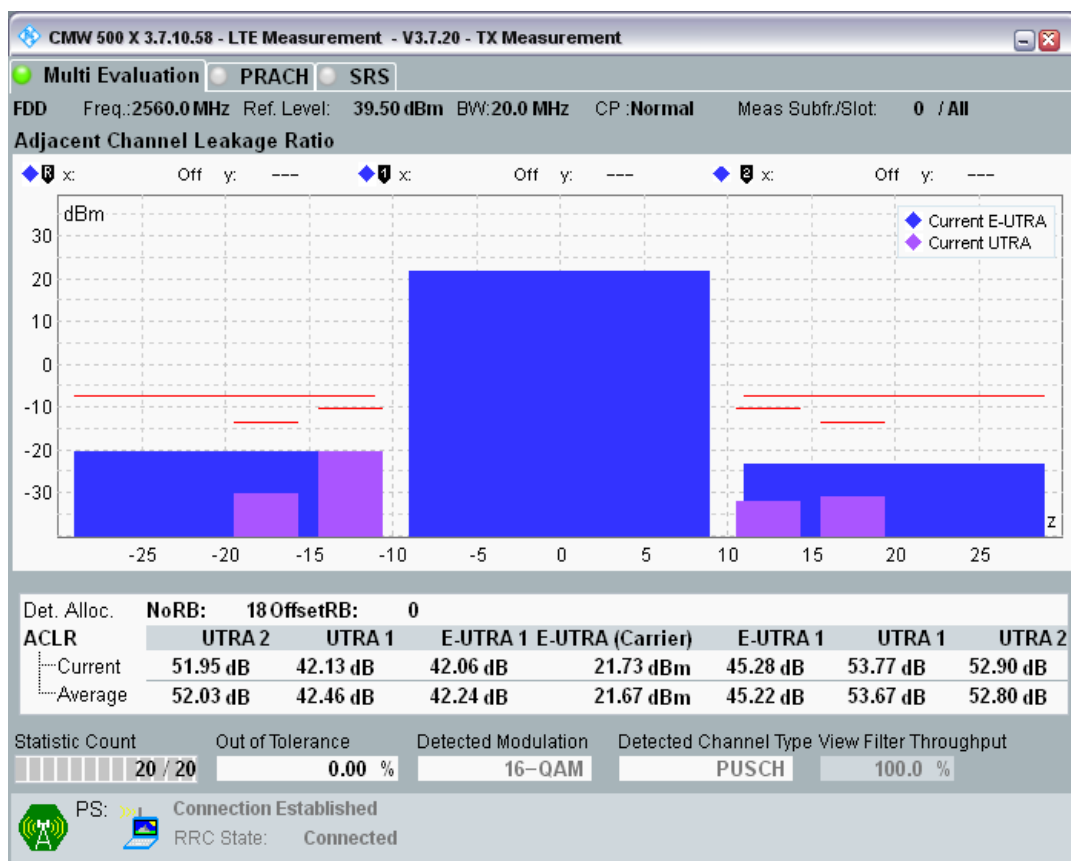 CMW 500 X 3.7.10.58 - LTE Measurement - V3.7.20 - TX Measurement
Multi Evaluation PRACH SRS
FDD Freq.:2560.0 MHz Ref. Level: 39.50 dBm BW:20.0 MHz CP :Normal Meas Subfr./Slot: 0 / All
Adjacent Channel Leakage Ratio
R x: Off y: --- 1 x: Off y: --- 2 x: Off y: ---
dBm
Current E-UTRA
Current UTRA
30
20
10
0
-10
-20
-30
z
-25 -20 -15 -10 -5 0 5 10 15 20 25
Det. Alloc. NoRB: 18 OffsetRB: 0
ACLR UTRA 2 UTRA 1 E-UTRA 1 E-UTRA (Carrier) E-UTRA 1 UTRA 1 UTRA 2
Current 51.95 dB 42.13 dB 42.06 dB 21.73 dBm 45.28 dB 53.77 dB 52.90 dB
Average 52.03 dB 42.46 dB 42.24 dB 21.67 dBm 45.22 dB 53.67 dB 52.80 dB
Statistic Count Out of Tolerance Detected Modulation Detected Channel Type View Filter Throughput
20 / 20 0.00 % 16-QAM PUSCH 100.0 %
PS: Connection Established
RRC State: Connected